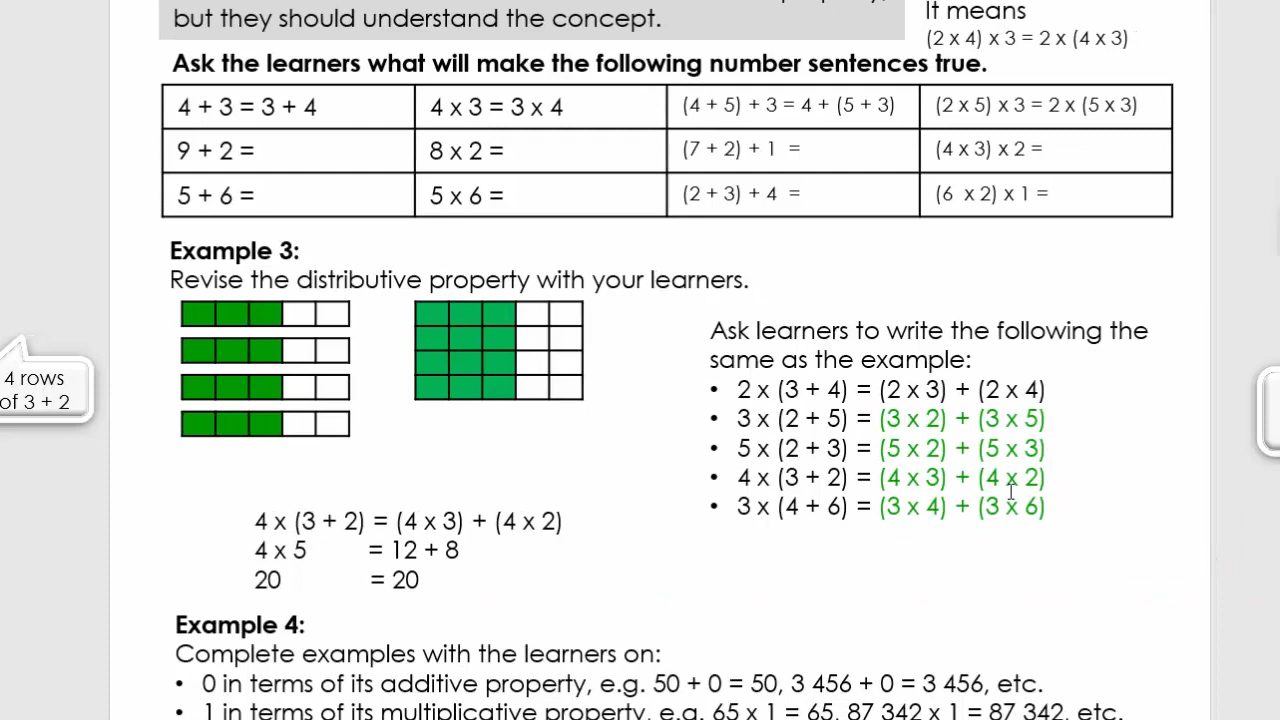 but they should understand the concept.
It means
(2 x 4) x 3 = 2 x (4 x 3)
Ask the learners what will make the following number sentences true.
4 + 3 = 3 + 4
4 x 3 = 3 x 4
(4 + 5) + 3 = 4 + (5 + 3)
(2 x 5) x 3 = 2 x (5 x 3)
9 + 2 =
8 x 2 =
(7 + 2) + 1 =
(4 x 3) x 2 =
5 + 6 =
5 x 6 =
(2 + 3) + 4 =
(6 x 2) x 1 =
Example 3:
Revise the distributive property with your learners.
4 rows
of 3 + 2
Ask learners to write the following the
same as the example:
• 2 x (3 + 4) = (2 x 3) + (2 x 4)
• 3 x (2 + 5) = (3 x 2) + (3 x 5)
• 5 x (2 + 3) = (5 x 2) + (5 x 3)
• 4 x (3 + 2) = (4 x 3) + (4 x 2)
• 3 x (4 + 6) = (3 x 4) + (3 x 6)
4 x (3 + 2) = (4 x 3) + (4 x 2)
4 x 5 = 12 + 8
20 = 20
Example 4:
Complete examples with the learners on:
• 0 in terms of its additive property, e.g. 50 + 0 = 50, 3 456 + 0 = 3 456, etc.
• 1 in terms of its multiplicative property, e.g. 65 x 1 = 65, 87 342 x 1 = 87 342, etc.